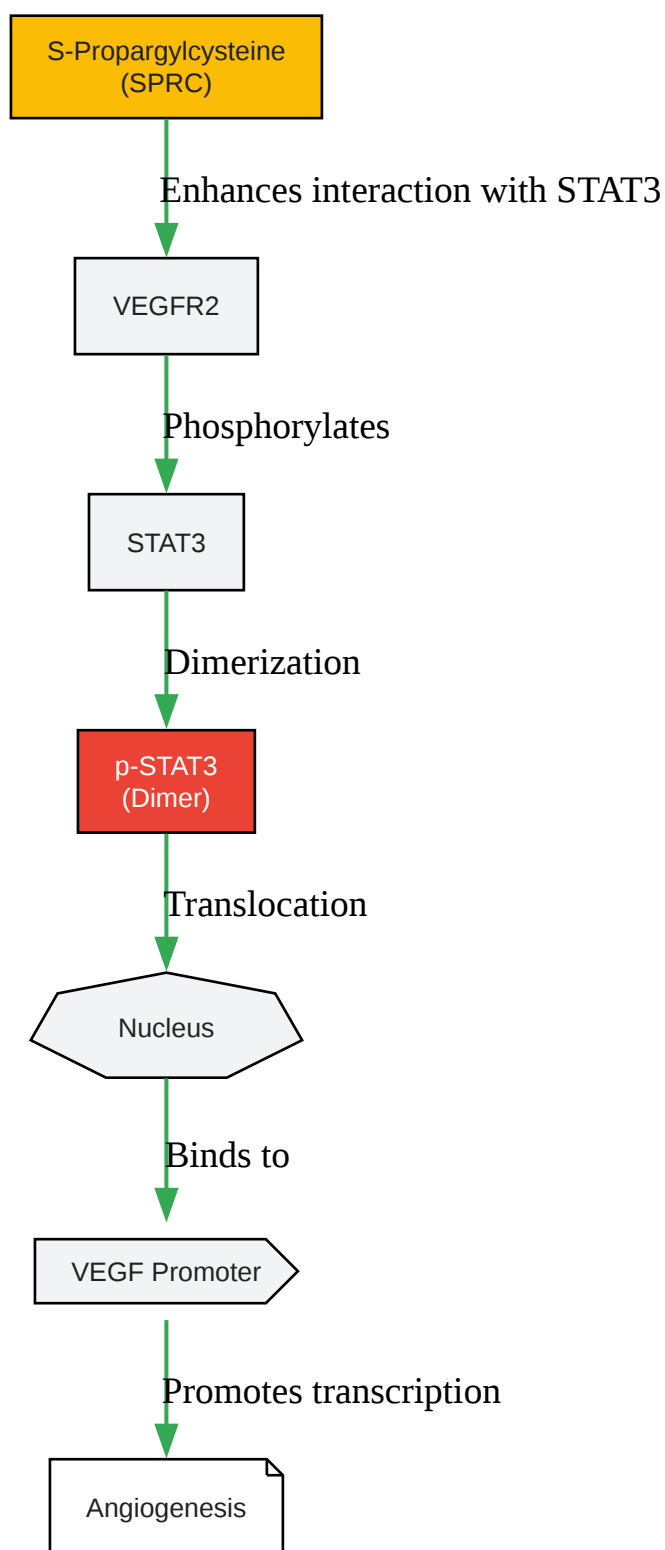 S-Propargylcysteine
(SPRC)
Enhances interaction with STAT3
VEGFR2
Phosphorylates
STAT3
Dimerization
p-STAT3
(Dimer)
Translocation
Nucleus
Binds to
VEGF Promoter
Promotes transcription
Angiogenesis